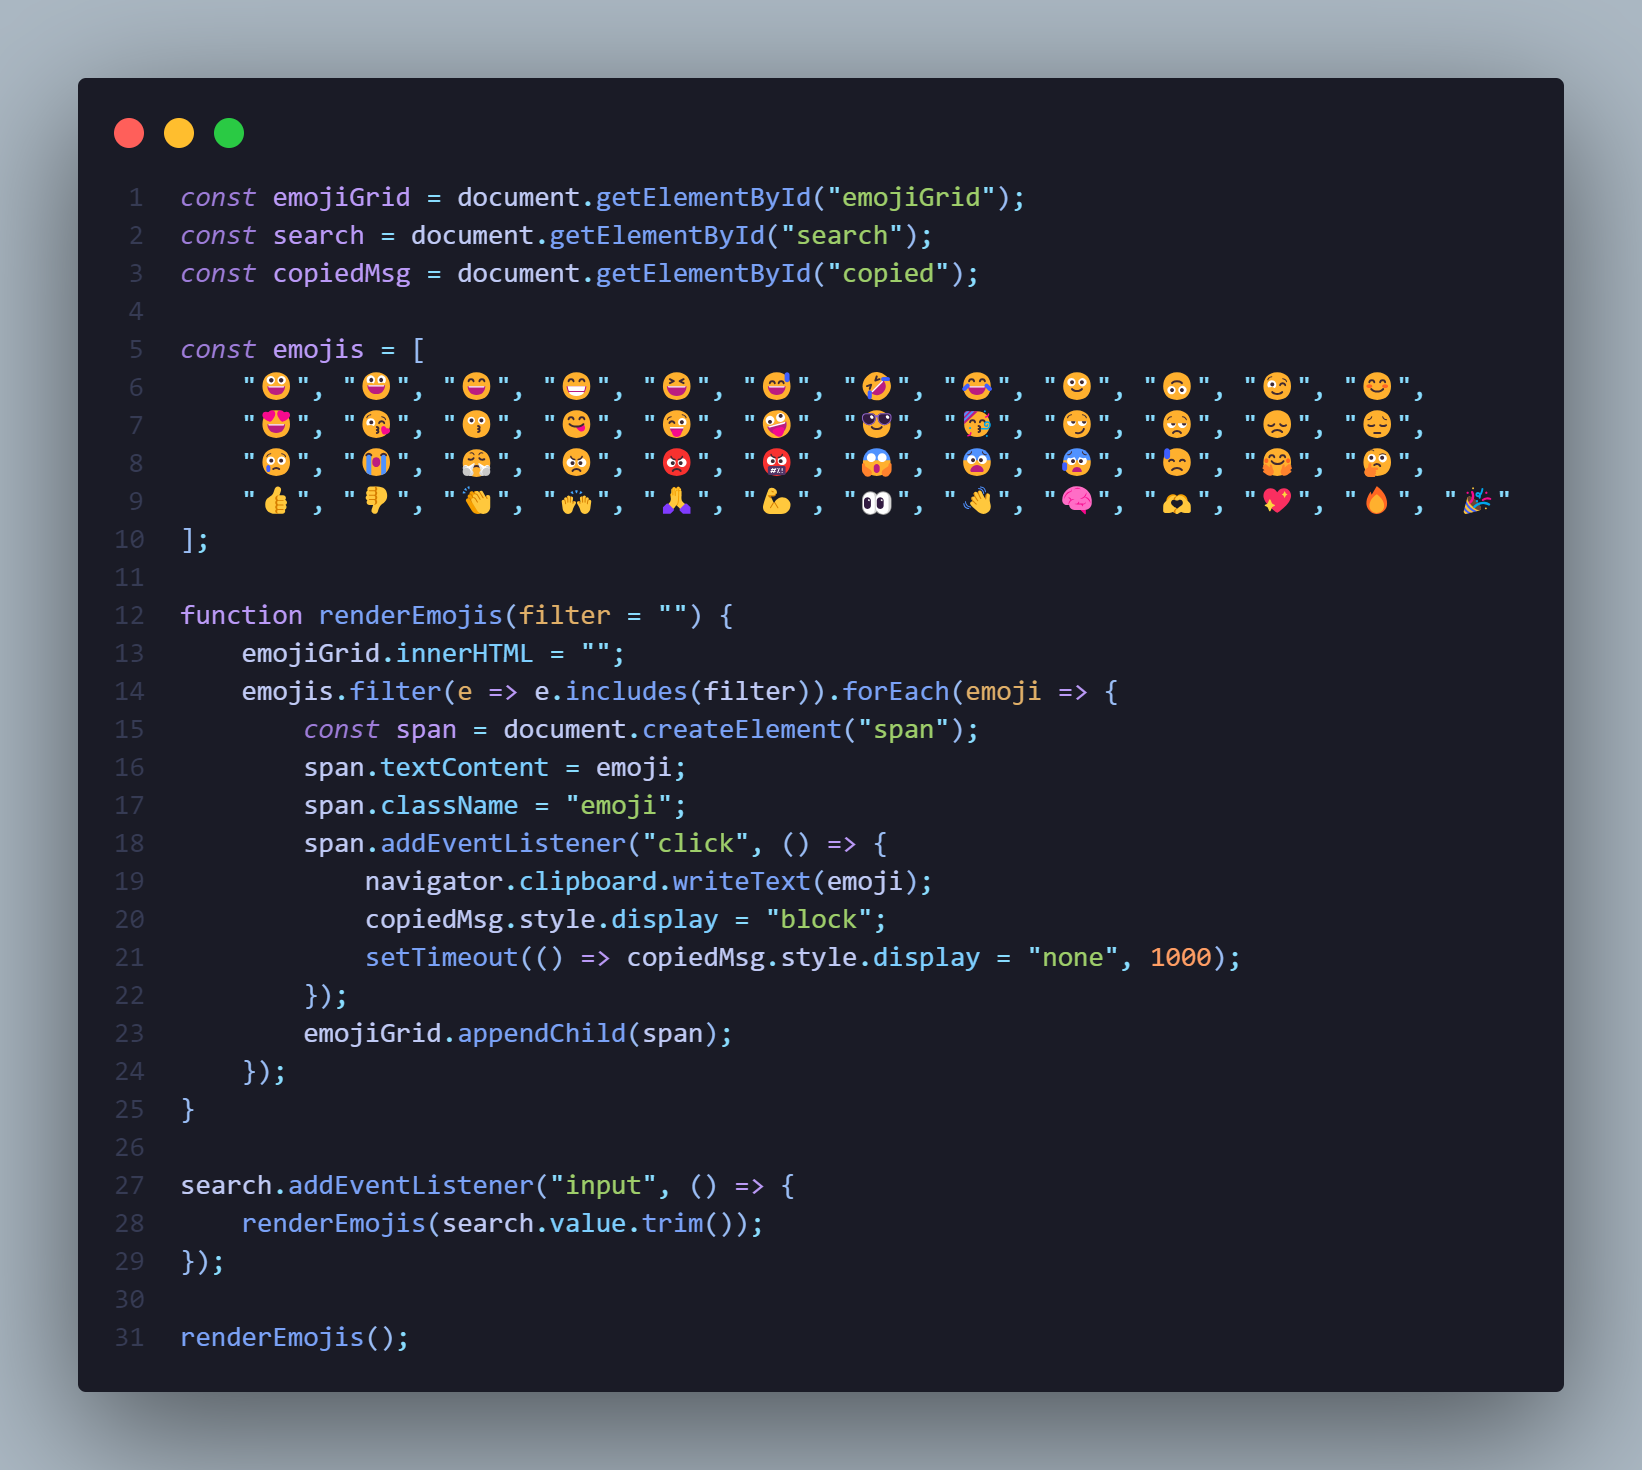 1 const emojiGrid = document.getElementById("emojiGrid");
2 const search = document.getElementById("search");
3 const copiedMsg = document.getElementById("copied");
4
5 const emojis = [
6     "😀", "😃", "😄", "😁", "😆", "😅", "🤣", "😂", "🙂", "🙃", "😉", "😊",
7     "😍", "😘", "😗", "😋", "😜", "🤪", "😎", "🥳", "😏", "😒", "😞", "😔",
8     "😢", "😭", "😤", "😠", "😡", "🤬", "😱", "😨", "😰", "😓", "🤗", "🤔",
9     "👍", "👎", "👏", "🙌", "🙏", "💪", "👀", "👋", "🧠", "🫶", "💖", "🔥", "🎉"
10 ];
11
12 function renderEmojis(filter = "") {
13     emojiGrid.innerHTML = "";
14     emojis.filter(e => e.includes(filter)).forEach(emoji => {
15         const span = document.createElement("span");
16         span.textContent = emoji;
17         span.className = "emoji";
18         span.addEventListener("click", () => {
19             navigator.clipboard.writeText(emoji);
20             copiedMsg.style.display = "block";
21             setTimeout(() => copiedMsg.style.display = "none", 1000);
22         });
23         emojiGrid.appendChild(span);
24     });
25 }
26
27 search.addEventListener("input", () => {
28     renderEmojis(search.value.trim());
29 });
30
31 renderEmojis();